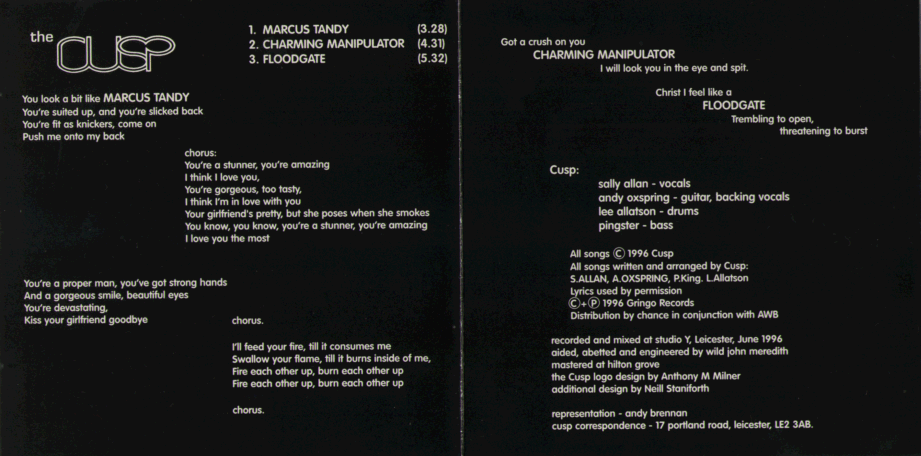 the CUSP
1. MARCUS TANDY (3.28)
2. CHARMING MANIPULATOR (4.31)
3. FLOODGATE (5.32)
You look a bit like MARCUS TANDY
You're suited up, and you're slicked back
You're fit as knickers, come on
Push me onto my back
chorus:
You're a stunner, you're amazing
I think I love you,
You're gorgeous, too tasty,
I think I'm in love with you
Your girlfriend's pretty, but she poses when she smokes
You know, you know, you're a stunner, you're amazing
I love you the most
You're a proper man, you've got strong hands
And a gorgeous smile, beautiful eyes
You're devastating,
Kiss your girlfriend goodbye
chorus.
I'll feed your fire, till it consumes me
Swallow your flame, till it burns inside of me,
Fire each other up, burn each other up
Fire each other up, burn each other up
chorus.
Got a crush on you
CHARMING MANIPULATOR
I will look you in the eye and spit.
Christ I feel like a
FLOODGATE
Trembling to open,
threatening to burst
Cusp:
sally allan - vocals
andy oxspring - guitar, backing vocals
lee allatson - drums
pingster - bass
All songs © 1996 Cusp
All songs written and arranged by Cusp:
S.ALLAN, A.OXSPRING, P.King. L.Allatson
Lyrics used by permission
©+℗ 1996 Gringo Records
Distribution by chance in conjunction with AWB
recorded and mixed at studio Y, Leicester, June 1996
aided, abetted and engineered by wild john meredith
mastered at hilton grove
the Cusp logo design by Anthony M Milner
additional design by Neill Staniforth
representation - andy brennan
cusp correspondence - 17 portland road, leicester, LE2 3AB.